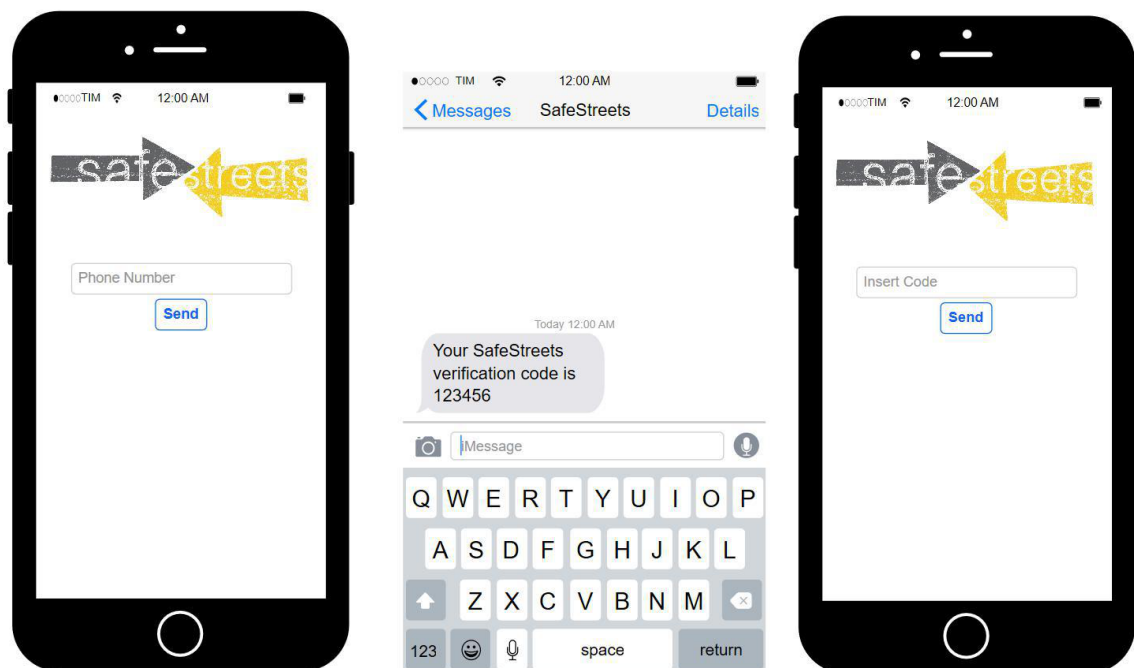 TIM 12:00 AM
safestreets
Phone Number
Send
TIM 12:00 AM
Messages SafeStreets Details
Today 12:00 AM
Your SafeStreets
verification code is
123456
iMessage
Q W E R T Y U I O P
A S D F G H J K L
Z X C V B N M
123 space return
TIM 12:00 AM
safestreets
Insert Code
Send